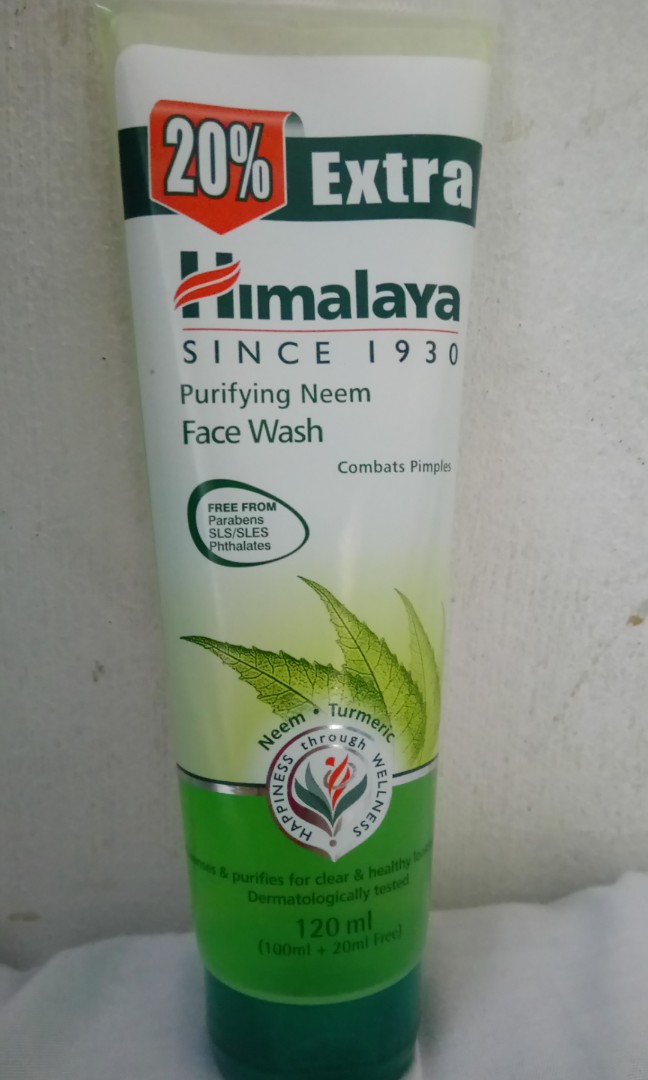 20% Extra
Himalaya
SINCE 1930
Purifying Neem
Face Wash
Combats Pimples
FREE FROM
Parabens
SLS/SLES
Phthalates
Neem • Turmeric
HAPPINESS through WELLNESS
& purifies for clear & healthy
Dermatologically tested
120 ml
(100ml + 20ml Free)